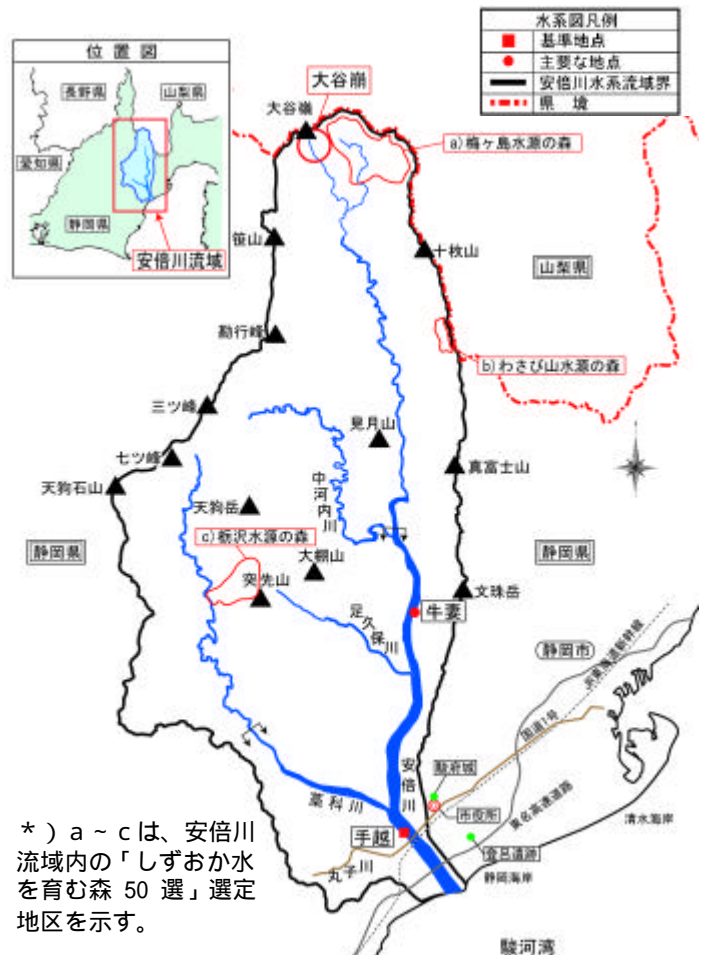 位置図
長野県
山梨県
愛知県
静岡県
安倍川流域
水系図凡例
基準地点
主要な地点
安倍川水系流域界
県 境
大谷崩
大谷嶺
a)梅ヶ島水源の森
笹山
十枚山
山梨県
勘行峰
b)わさび山水源の森
三ツ峰
見月山
七ツ峰
真富士山
天狗石山
中河内川
天狗岳
c)栃沢水源の森
静岡県
大棚山
静岡県
突先山
文珠岳
足久保川
牛妻
静岡市
JR東海道新幹線
国道1号
安倍川
駿府城
藁科川
市役所
東名高速道路
清水海岸
手越
登呂遺跡
丸子川
静岡海岸
*)a~cは、安倍川
流域内の「しずおか水
を育む森 50 選」選定
地区を示す。
駿河湾